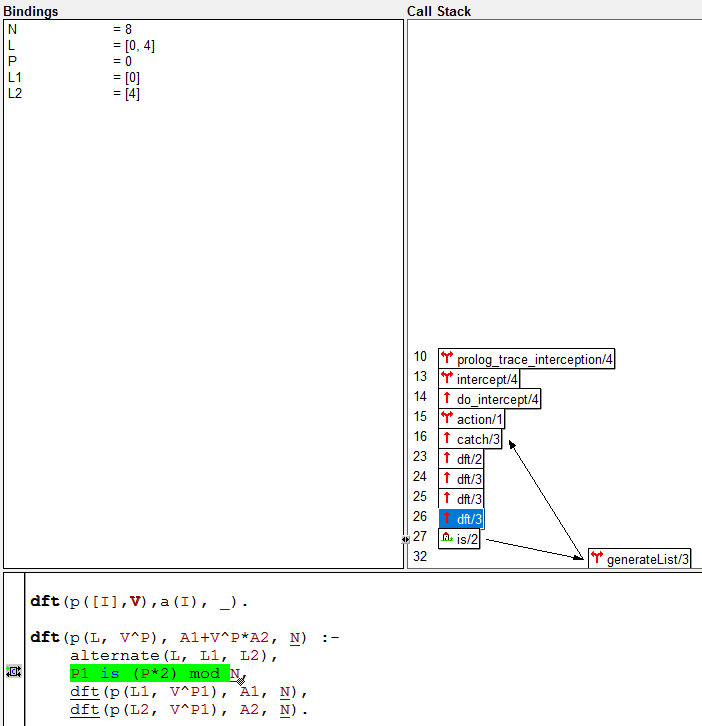 Bindings
N = 8
L = [0, 4]
P = 0
L1 = [0]
L2 = [4]
Call Stack
10 prolog_trace_interception/4
13 intercept/4
14 do_intercept/4
15 action/1
16 catch/3
23 dft/2
24 dft/3
25 dft/3
26 dft/3
27 is/2
32 generateList/3
dft(p([I],V),a(I), _).
dft(p(L, V^P), A1+V^P*A2, N) :-
alternate(L, L1, L2),
P1 is (P*2) mod N,
dft(p(L1, V^P1), A1, N),
dft(p(L2, V^P1), A2, N).